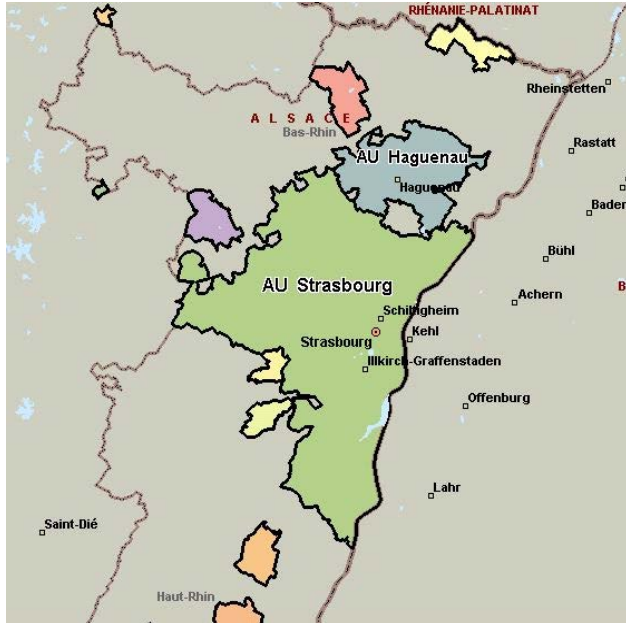 RHÉNANIE-PALATINAT
Rheinstetten
A L S A C E
Bas-Rhin
Rastatt
AU Haguenau
Haguenau
Baden
Bühl
AU Strasbourg
B
Achern
Schiltigheim
Strasbourg
Kehl
Illkirch-Graffenstaden
Offenburg
Lahr
Saint-Dié
Haut-Rhin